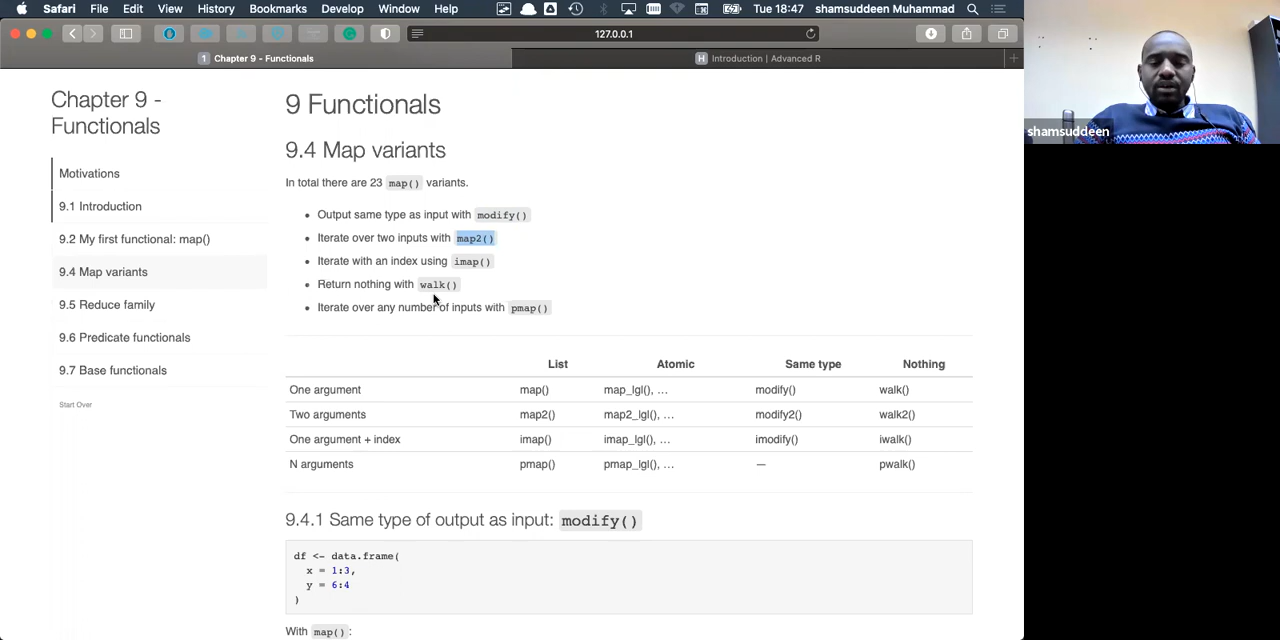 Safari File Edit View History Bookmarks Develop Window Help Tue 18:47 shamsuddeen Muhammad
127.0.0.1
1 Chapter 9 - Functionals
H Introduction | Advanced R
shamsuddeen
Chapter 9 -
Functionals
Motivations
9.1 Introduction
9.2 My first functional: map()
9.4 Map variants
9.5 Reduce family
9.6 Predicate functionals
9.7 Base functionals
Start Over
9 Functionals
9.4 Map variants
In total there are 23 map() variants.
• Output same type as input with modify()
• Iterate over two inputs with map2()
• Iterate with an index using imap()
• Return nothing with walk()
• Iterate over any number of inputs with pmap()
List Atomic Same type Nothing
One argument map() map_lgl(), … modify() walk()
Two arguments map2() map2_lgl(), … modify2() walk2()
One argument + index imap() imap_lgl(), … imodify() iwalk()
N arguments pmap() pmap_lgl(), … — pwalk()
9.4.1 Same type of output as input: modify()
df <- data.frame(
x = 1:3,
y = 6:4
)
With map():